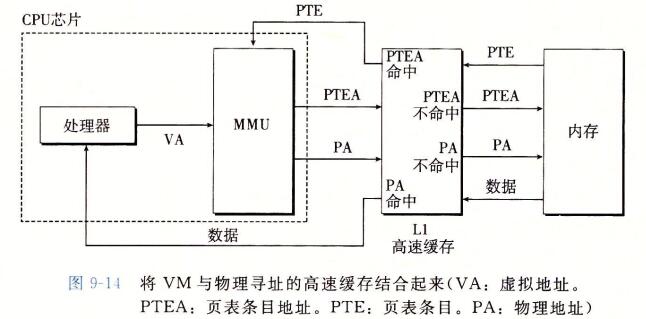 CPU芯片
PTE
PTEA
命中
PTE
处理器
VA
MMU
PTEA
PTEA
不命中
PTEA
内存
PA
PA
不命中
PA
PA
命中
数据
数据
L1
高速缓存
图 9-14 将 VM 与物理寻址的高速缓存结合起来(VA:虚拟地址。
PTEA:页表条目地址。PTE:页表条目。PA:物理地址)